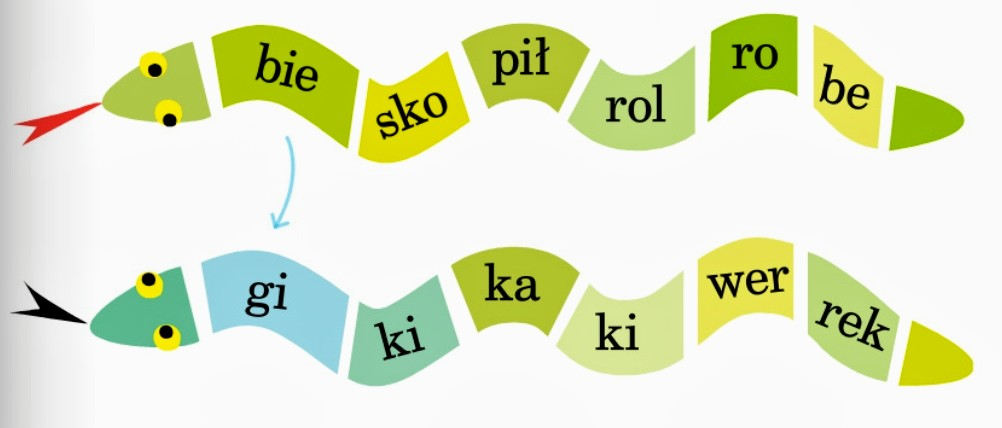 bie sko pił rol ro be
gi ki ka ki wer rek